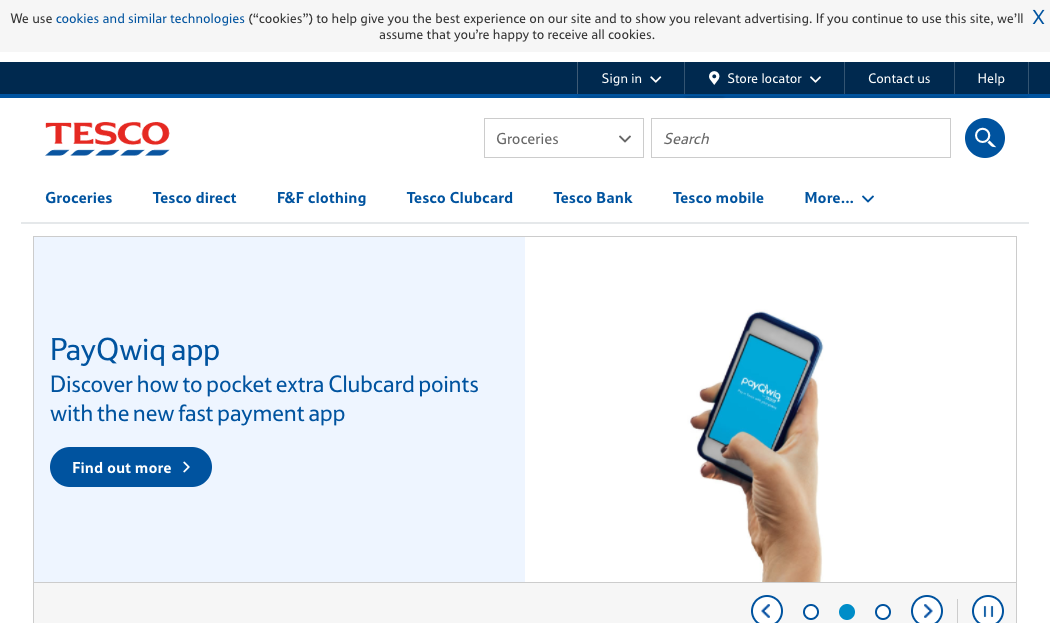 We use cookies and similar technologies (“cookies”) to help give you the best experience on our site and to show you relevant advertising. If you continue to use this site, we’ll
assume that you’re happy to receive all cookies.
X
Sign in
Store locator
Contact us
Help
TESCO
Groceries
Search
Groceries
Tesco direct
F&F clothing
Tesco Clubcard
Tesco Bank
Tesco mobile
More...
PayQwiq app
Discover how to pocket extra Clubcard points
with the new fast payment app
Find out more
payQwiq